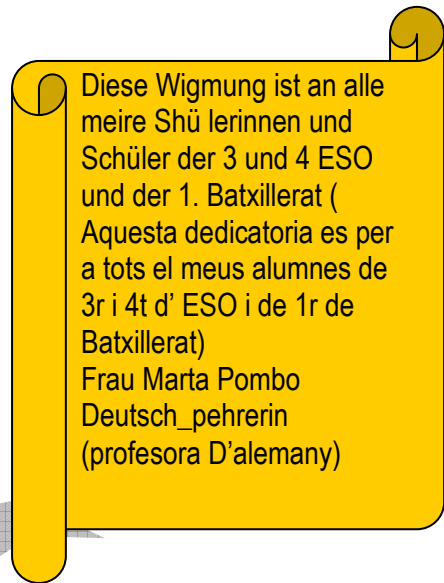 Diese Wigmung ist an alle
meire Shü lerinnen und
Schüler der 3 und 4 ESO
und der 1. Batxillerat (
Aquesta dedicatoria es per
a tots el meus alumnes de
3r i 4t d’ ESO i de 1r de
Batxillerat)
Frau Marta Pombo
Deutsch_pehrerin
(profesora D’alemany)